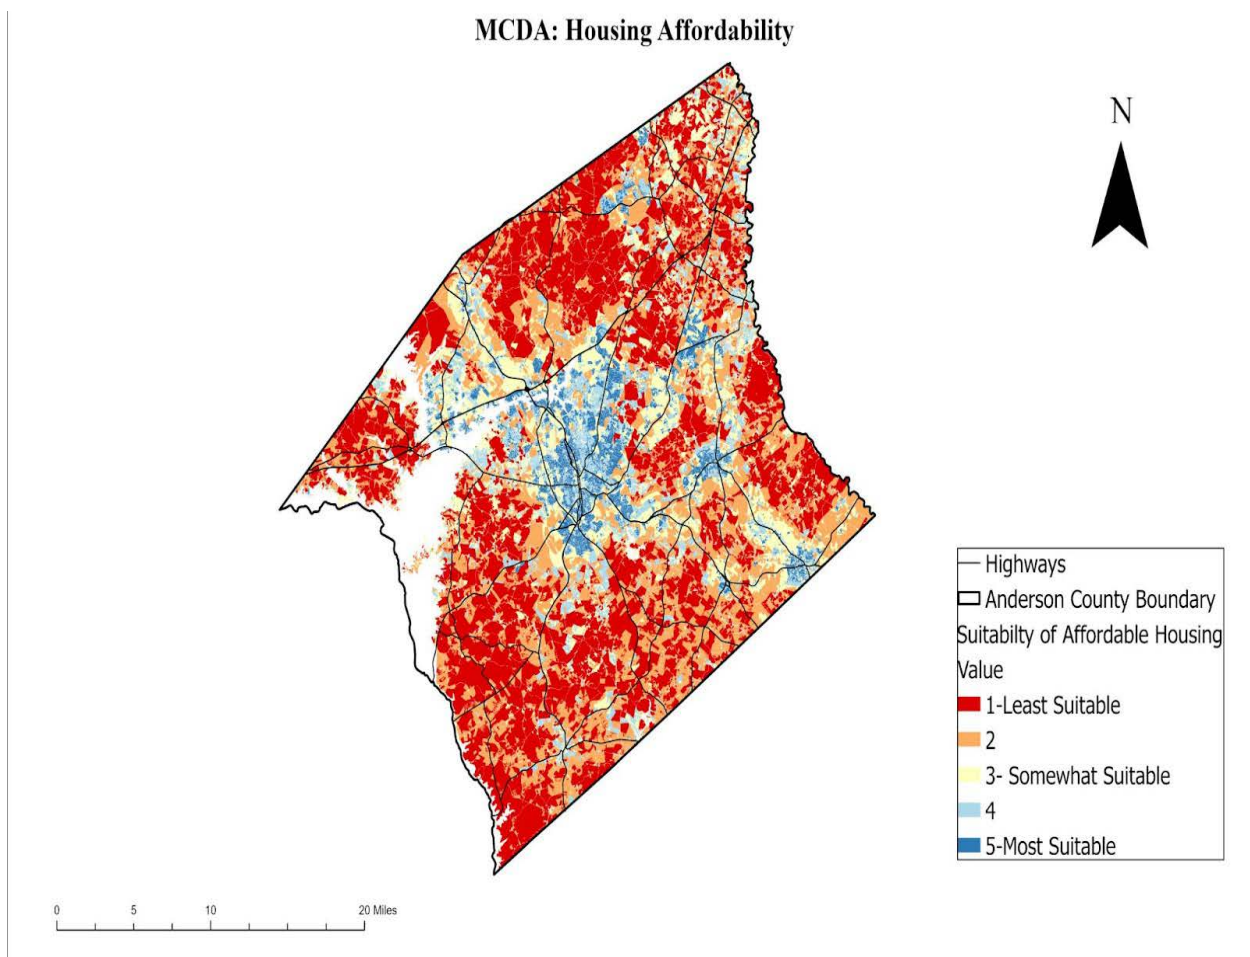 MCDA: Housing Affordability
N
Highways
Anderson County Boundary
Suitabilty of Affordable Housing
Value
1-Least Suitable
2
3- Somewhat Suitable
4
5-Most Suitable
0 5 10 20 Miles